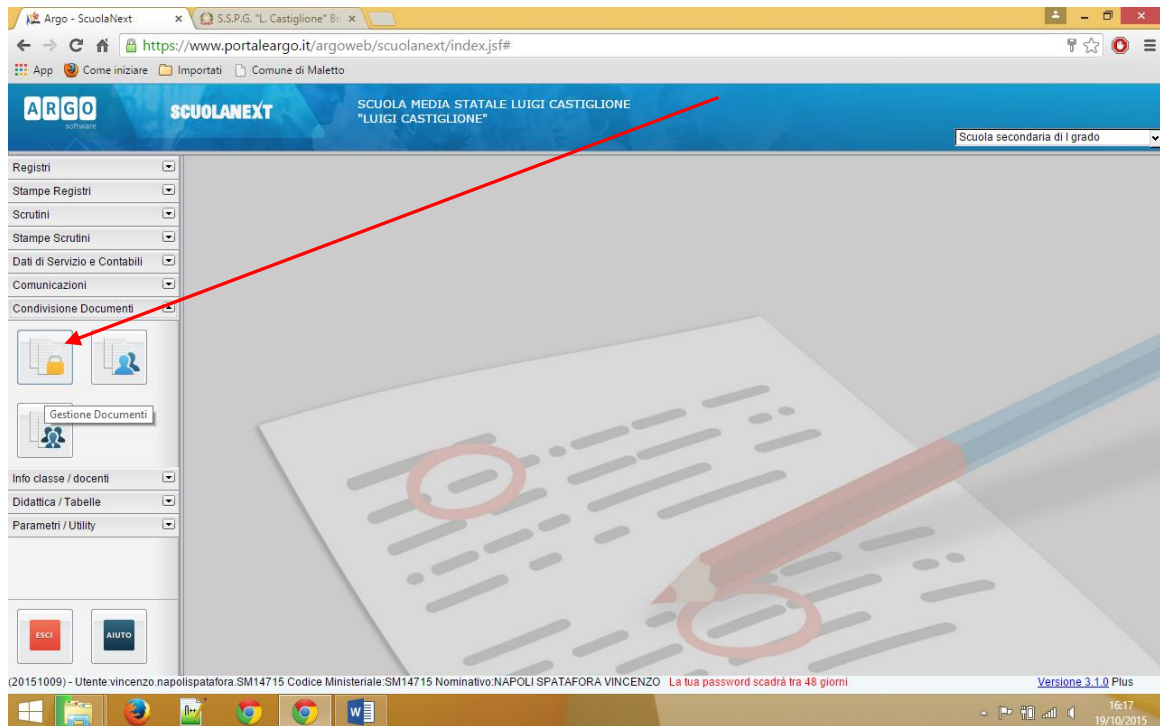 Argo - ScuolaNext
S.S.P.G. "L. Castiglione" Br
https://www.portaleargo.it/argoweb/scuolanext/index.jsf#
App
Come iniziare
Importati
Comune di Maletto
ARGO
software
SCUOLANEXT
SCUOLA MEDIA STATALE LUIGI CASTIGLIONE
"LUIGI CASTIGLIONE"
Scuola secondaria di I grado
Registri
Stampe Registri
Scrutini
Stampe Scrutini
Dati di Servizio e Contabili
Comunicazioni
Condivisione Documenti
Gestione Documenti
Info classe / docenti
Didattica / Tabelle
Parametri / Utility
ESCI
AIUTO
(20151009) - Utente:vincenzo.napolispatafora.SM14715 Codice Ministeriale:SM14715 Nominativo:NAPOLI SPATAFORA VINCENZO La tua password scadrá tra 48 giorni
Versione 3.1.0 Plus
16:17
19/10/2015